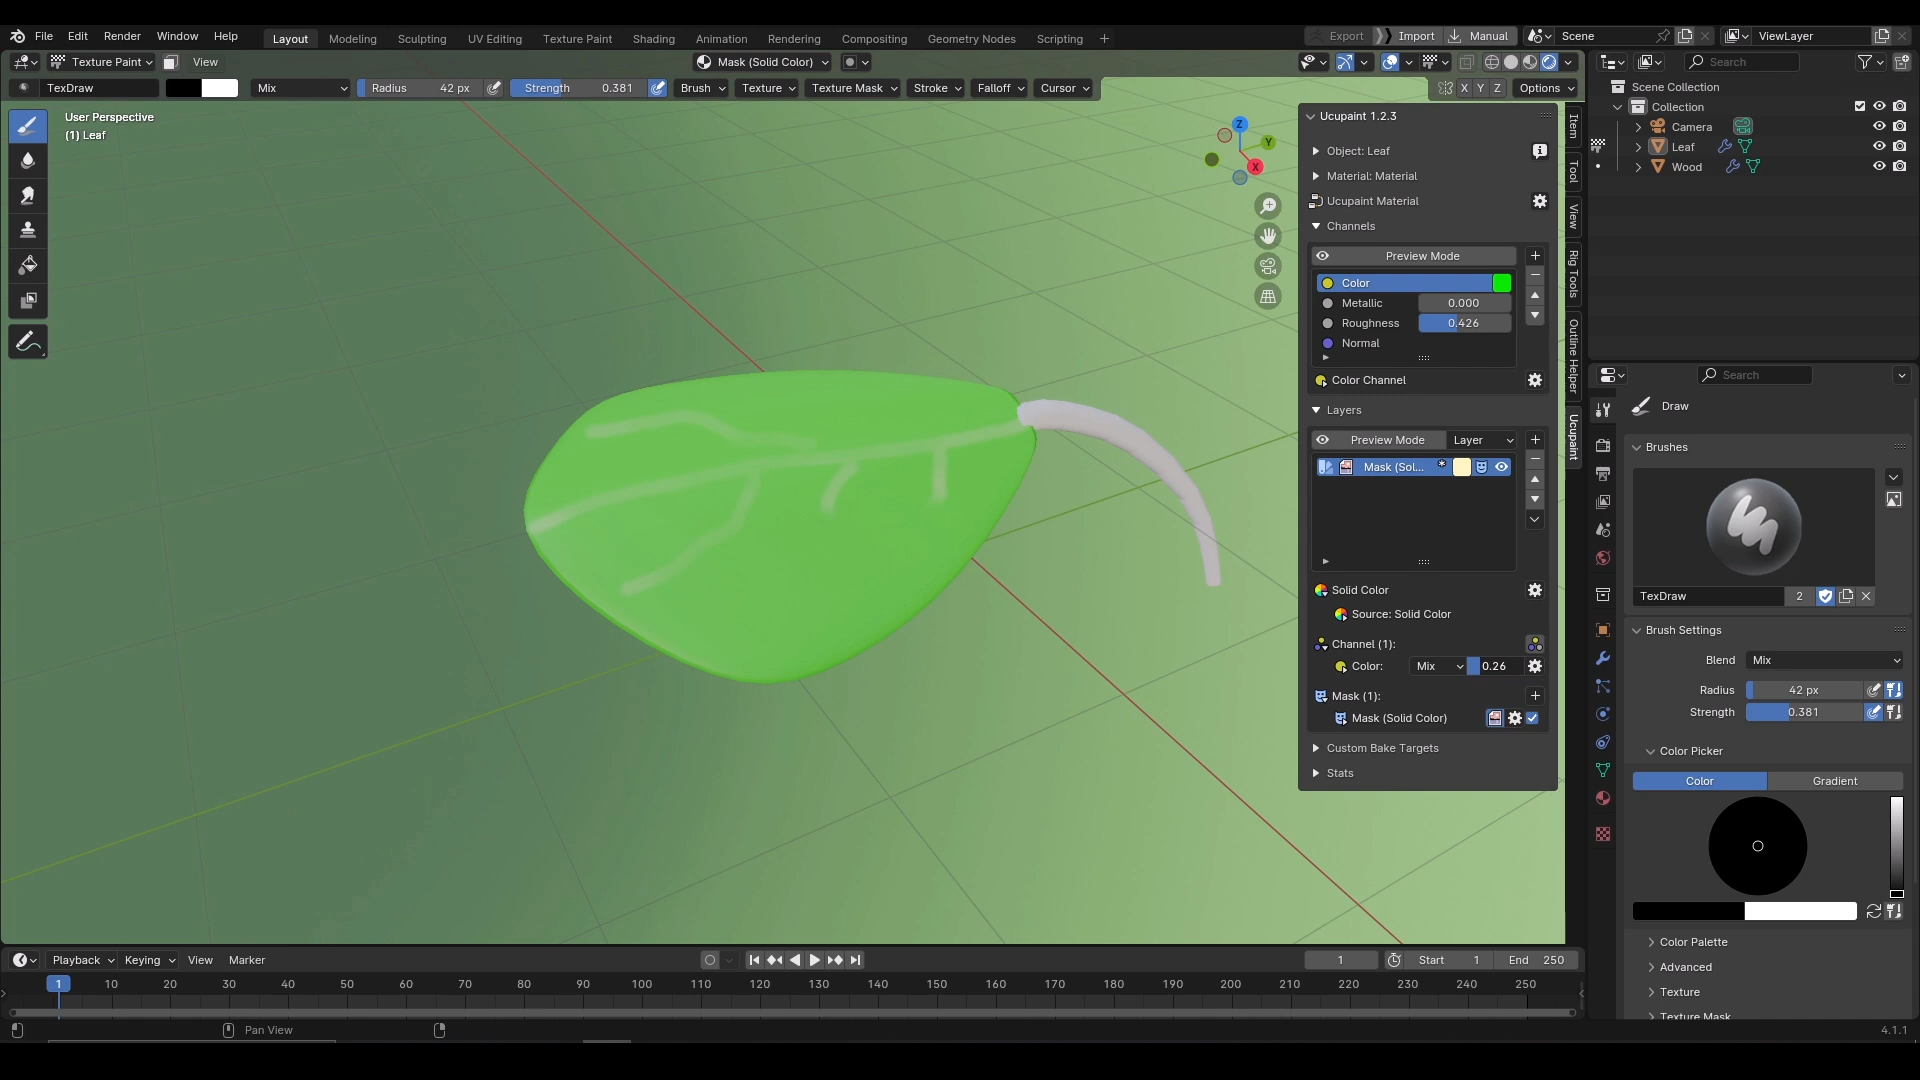 File Edit Render Window Help Layout Modeling Sculpting UV Editing Texture Paint Shading Animation Rendering Compositing Geometry Nodes Scripting + Export Import Manual Scene ViewLayer
Texture Paint View Mask (Solid Color) Search
TexDraw Mix Radius 42 px Strength 0.381 Brush Texture Texture Mask Stroke Falloff Cursor X Y Z Options
User Perspective
(1) Leaf
Z
Y
X
Ucupaint 1.2.3
Object: Leaf
Material: Material
Ucupaint Material
Channels
Preview Mode
Color
Metallic 0.000
Roughness 0.426
Normal
Color Channel
Layers
Preview Mode Layer
Mask (Sol... *
Solid Color
Source: Solid Color
Channel (1):
Color: Mix 0.26
Mask (1):
Mask (Solid Color)
Custom Bake Targets
Stats
Item
Tool
View
Rig Tools
Outline Helper
Ucupaint
Scene Collection
Collection
Camera
Leaf
Wood
Search
Draw
Brushes
TexDraw 2
Brush Settings
Blend Mix
Radius 42 px
Strength 0.381
Color Picker
Color Gradient
Color Palette
Advanced
Texture
Texture Mask
Playback Keying View Marker 1 Start 1 End 250
1 10 20 30 40 50 60 70 80 90 100 110 120 130 140 150 160 170 180 190 200 210 220 230 240 250
Pan View 4.1.1